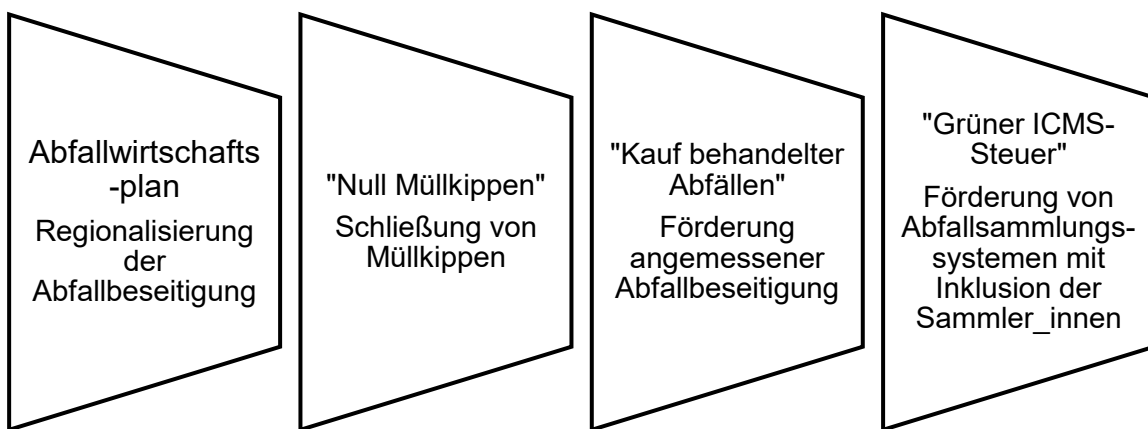 Abfallwirtschafts
-plan
Regionalisierung
der
Abfallbeseitigung
"Null Müllkippen"
Schließung von
Müllkippen
"Kauf behandelter
Abfällen"
Förderung
angemessener
Abfallbeseitigung
"Grüner ICMS-
Steuer"
Förderung von
Abfallsammlungs-
systemen mit
Inklusion der
Sammler_innen